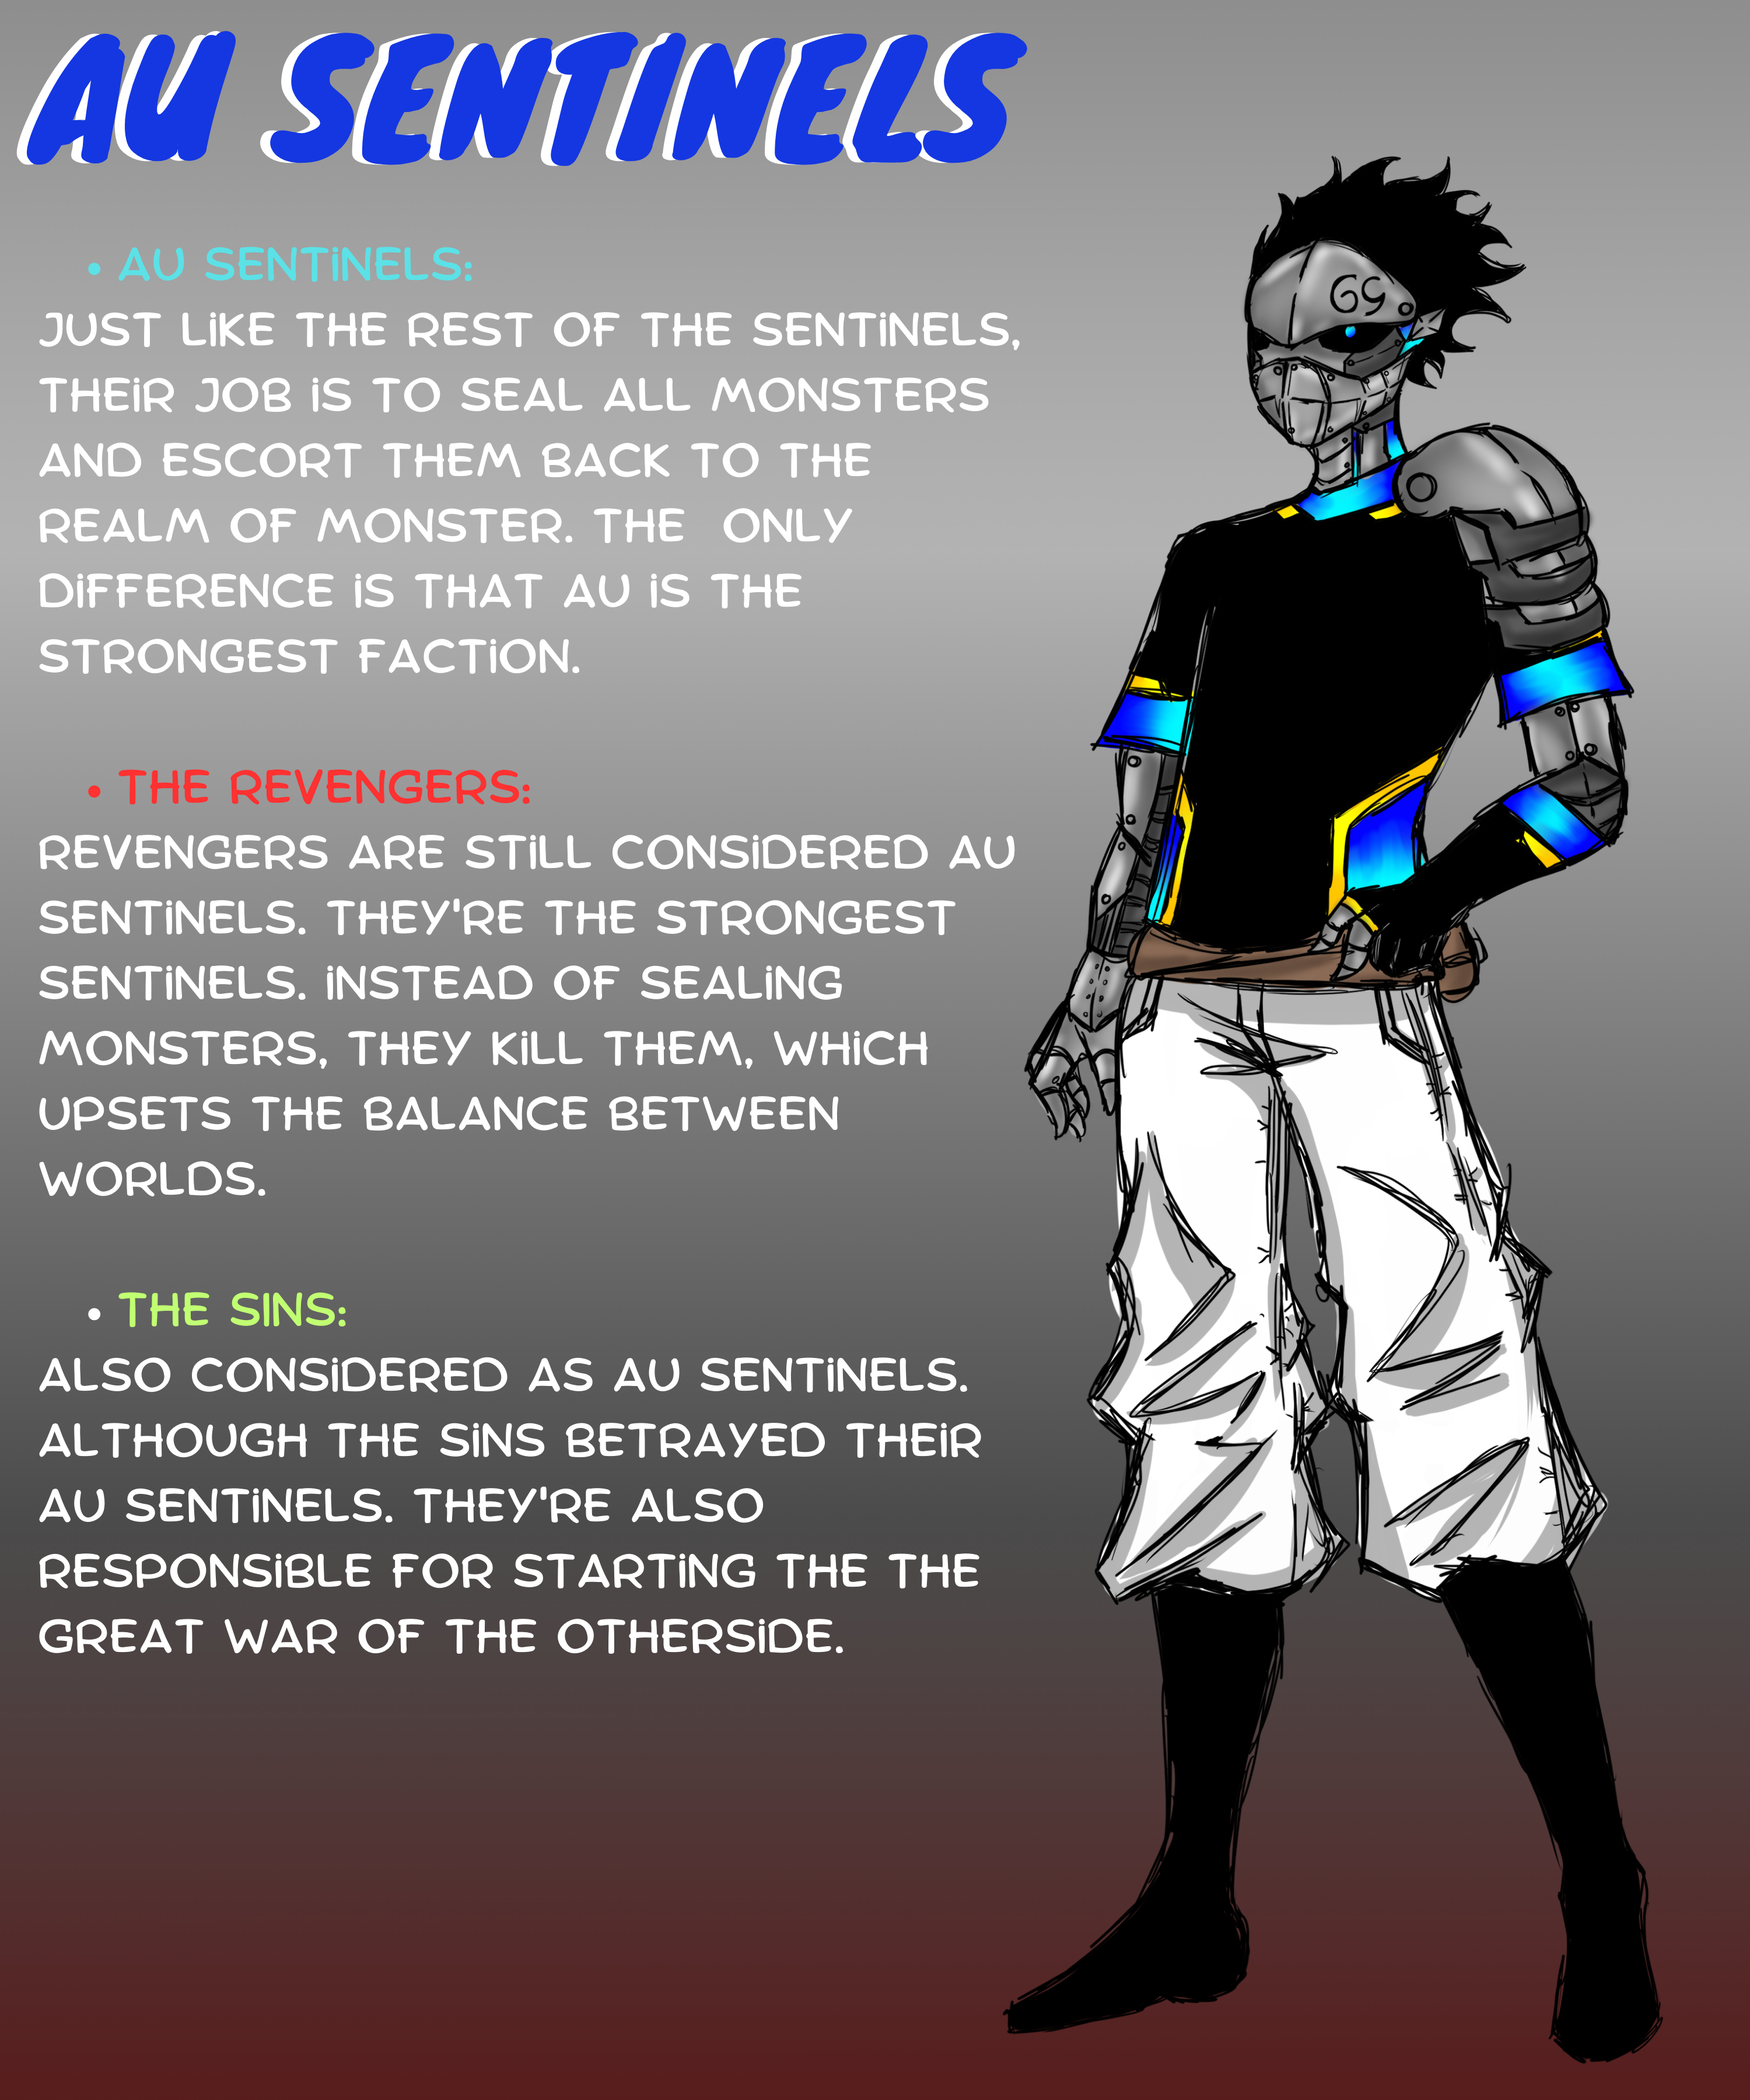 AU SENTINELS
• AU SENTINELS:
JUST LIKE THE REST OF THE SENTINELS,
THEIR JOB IS TO SEAL ALL MONSTERS
AND ESCORT THEM BACK TO THE
REALM OF MONSTER. THE ONLY
DIFFERENCE IS THAT AU IS THE
STRONGEST FACTION.
• THE REVENGERS:
REVENGERS ARE STILL CONSIDERED AU
SENTINELS. THEY'RE THE STRONGEST
SENTINELS. INSTEAD OF SEALING
MONSTERS, THEY KILL THEM, WHICH
UPSETS THE BALANCE BETWEEN
WORLDS.
• THE SINS:
ALSO CONSIDERED AS AU SENTINELS.
ALTHOUGH THE SINS BETRAYED THEIR
AU SENTINELS. THEY'RE ALSO
RESPONSIBLE FOR STARTING THE THE
GREAT WAR OF THE OTHERSIDE.